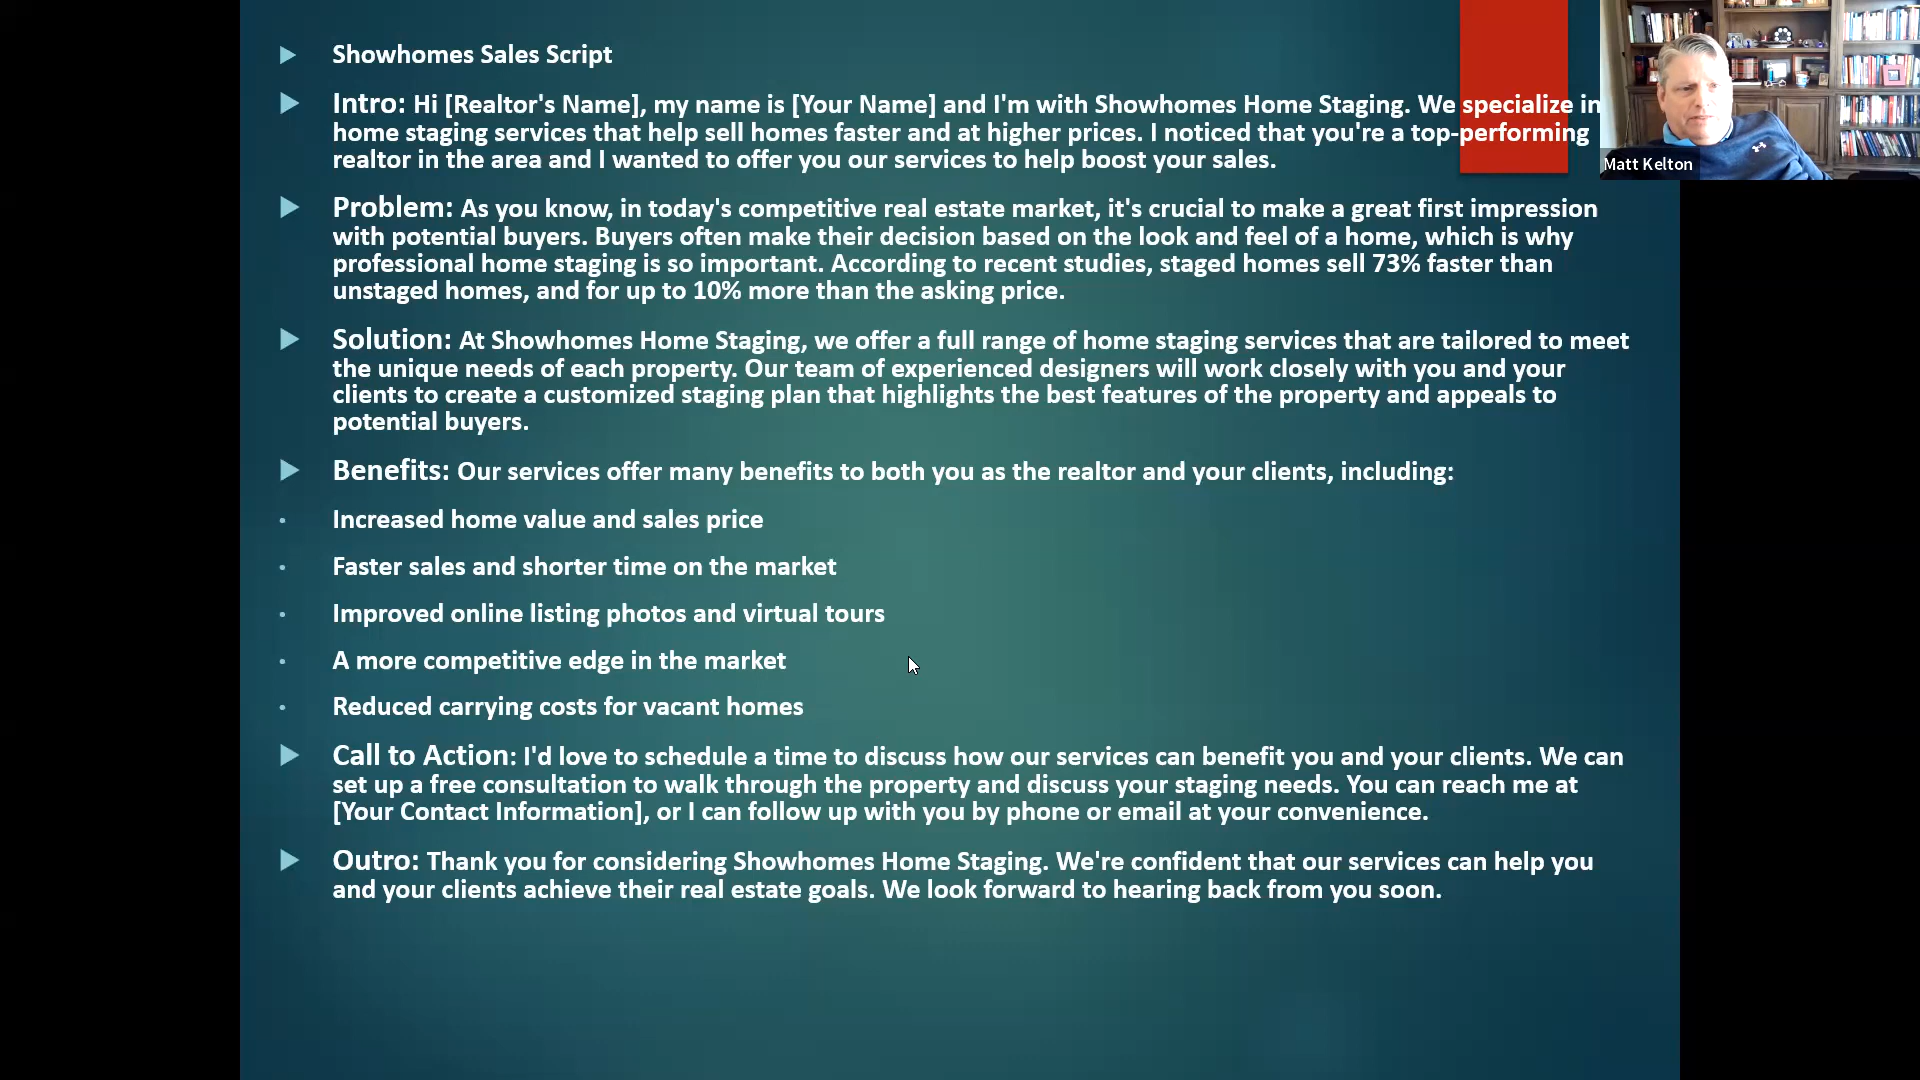 Showhomes Sales Script
Intro: Hi [Realtor's Name], my name is [Your Name] and I'm with Showhomes Home Staging. We specialize in
home staging services that help sell homes faster and at higher prices. I noticed that you're a top-performing
realtor in the area and I wanted to offer you our services to help boost your sales.
Matt Kelton
Problem: As you know, in today's competitive real estate market, it's crucial to make a great first impression
with potential buyers. Buyers often make their decision based on the look and feel of a home, which is why
professional home staging is so important. According to recent studies, staged homes sell 73% faster than
unstaged homes, and for up to 10% more than the asking price.
Solution: At Showhomes Home Staging, we offer a full range of home staging services that are tailored to meet
the unique needs of each property. Our team of experienced designers will work closely with you and your
clients to create a customized staging plan that highlights the best features of the property and appeals to
potential buyers.
Benefits: Our services offer many benefits to both you as the realtor and your clients, including:
Increased home value and sales price
Faster sales and shorter time on the market
Improved online listing photos and virtual tours
A more competitive edge in the market
Reduced carrying costs for vacant homes
Call to Action: I'd love to schedule a time to discuss how our services can benefit you and your clients. We can
set up a free consultation to walk through the property and discuss your staging needs. You can reach me at
[Your Contact Information], or I can follow up with you by phone or email at your convenience.
Outro: Thank you for considering Showhomes Home Staging. We're confident that our services can help you
and your clients achieve their real estate goals. We look forward to hearing back from you soon.